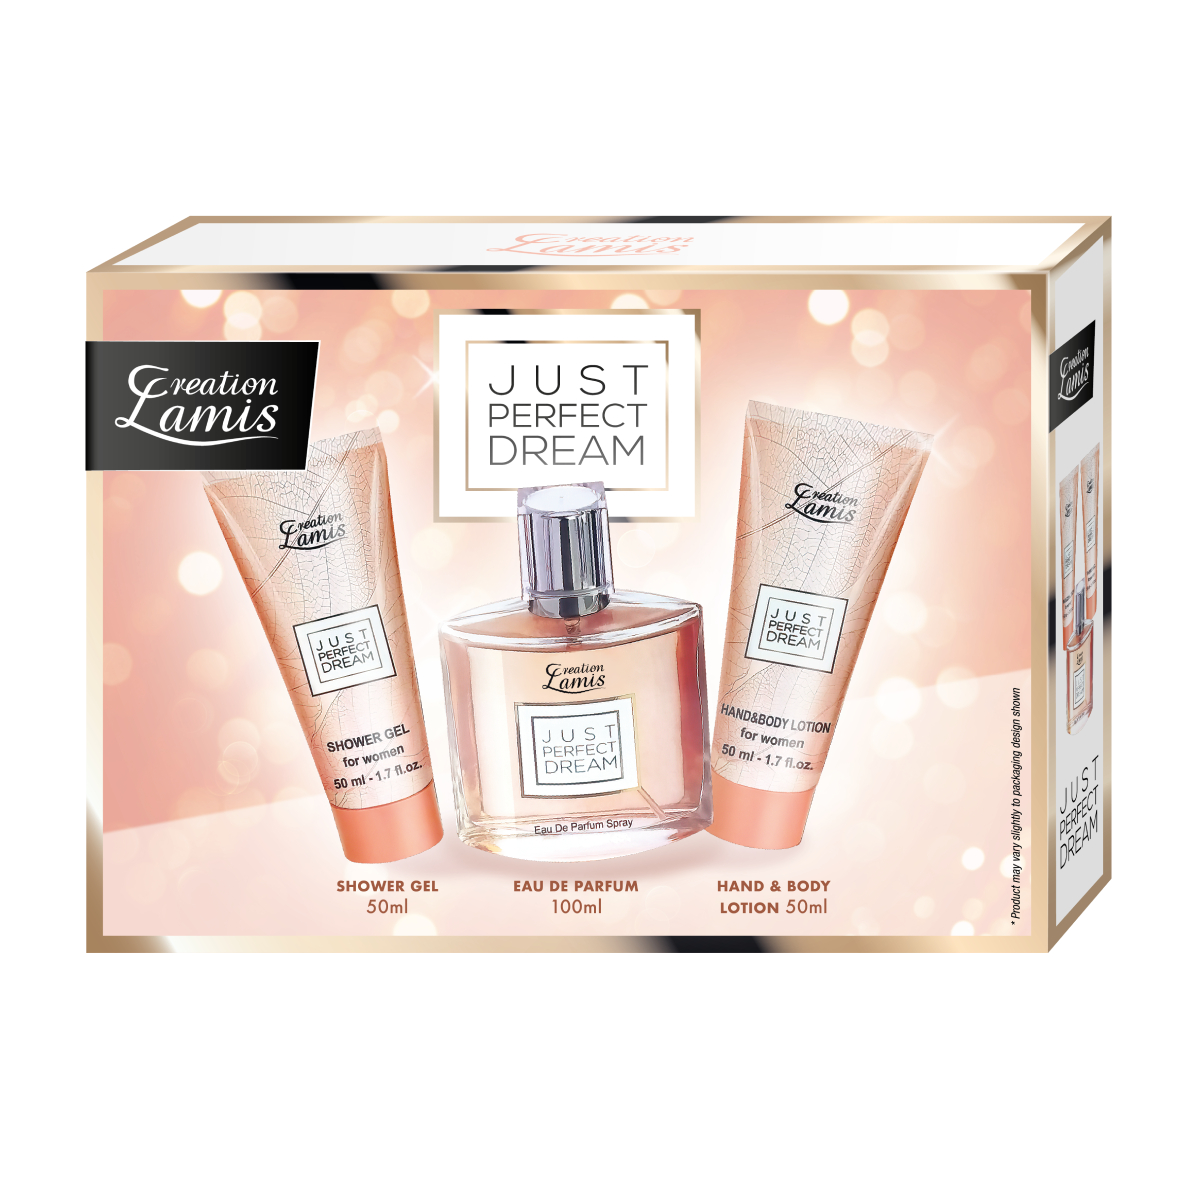 Creation
Lamis
Creation
Lamis
JUST
PERFECT
DREAM
Creation
Lamis
JUST
PERFECT
DREAM
SHOWER GEL
for women
50 ml - 1.7 fl.oz.
Creation
Lamis
JUST
PERFECT
DREAM
Eau De Parfum Spray
Creation
Lamis
JUST
PERFECT
DREAM
HAND&BODY LOTION
for women
50 ml - 1.7 fl.oz.
SHOWER GEL
50ml
EAU DE PARFUM
100ml
HAND & BODY
LOTION 50ml
* Product may vary slightly to packaging design shown
Creation
Lamis
JUST
PERFECT
DREAM